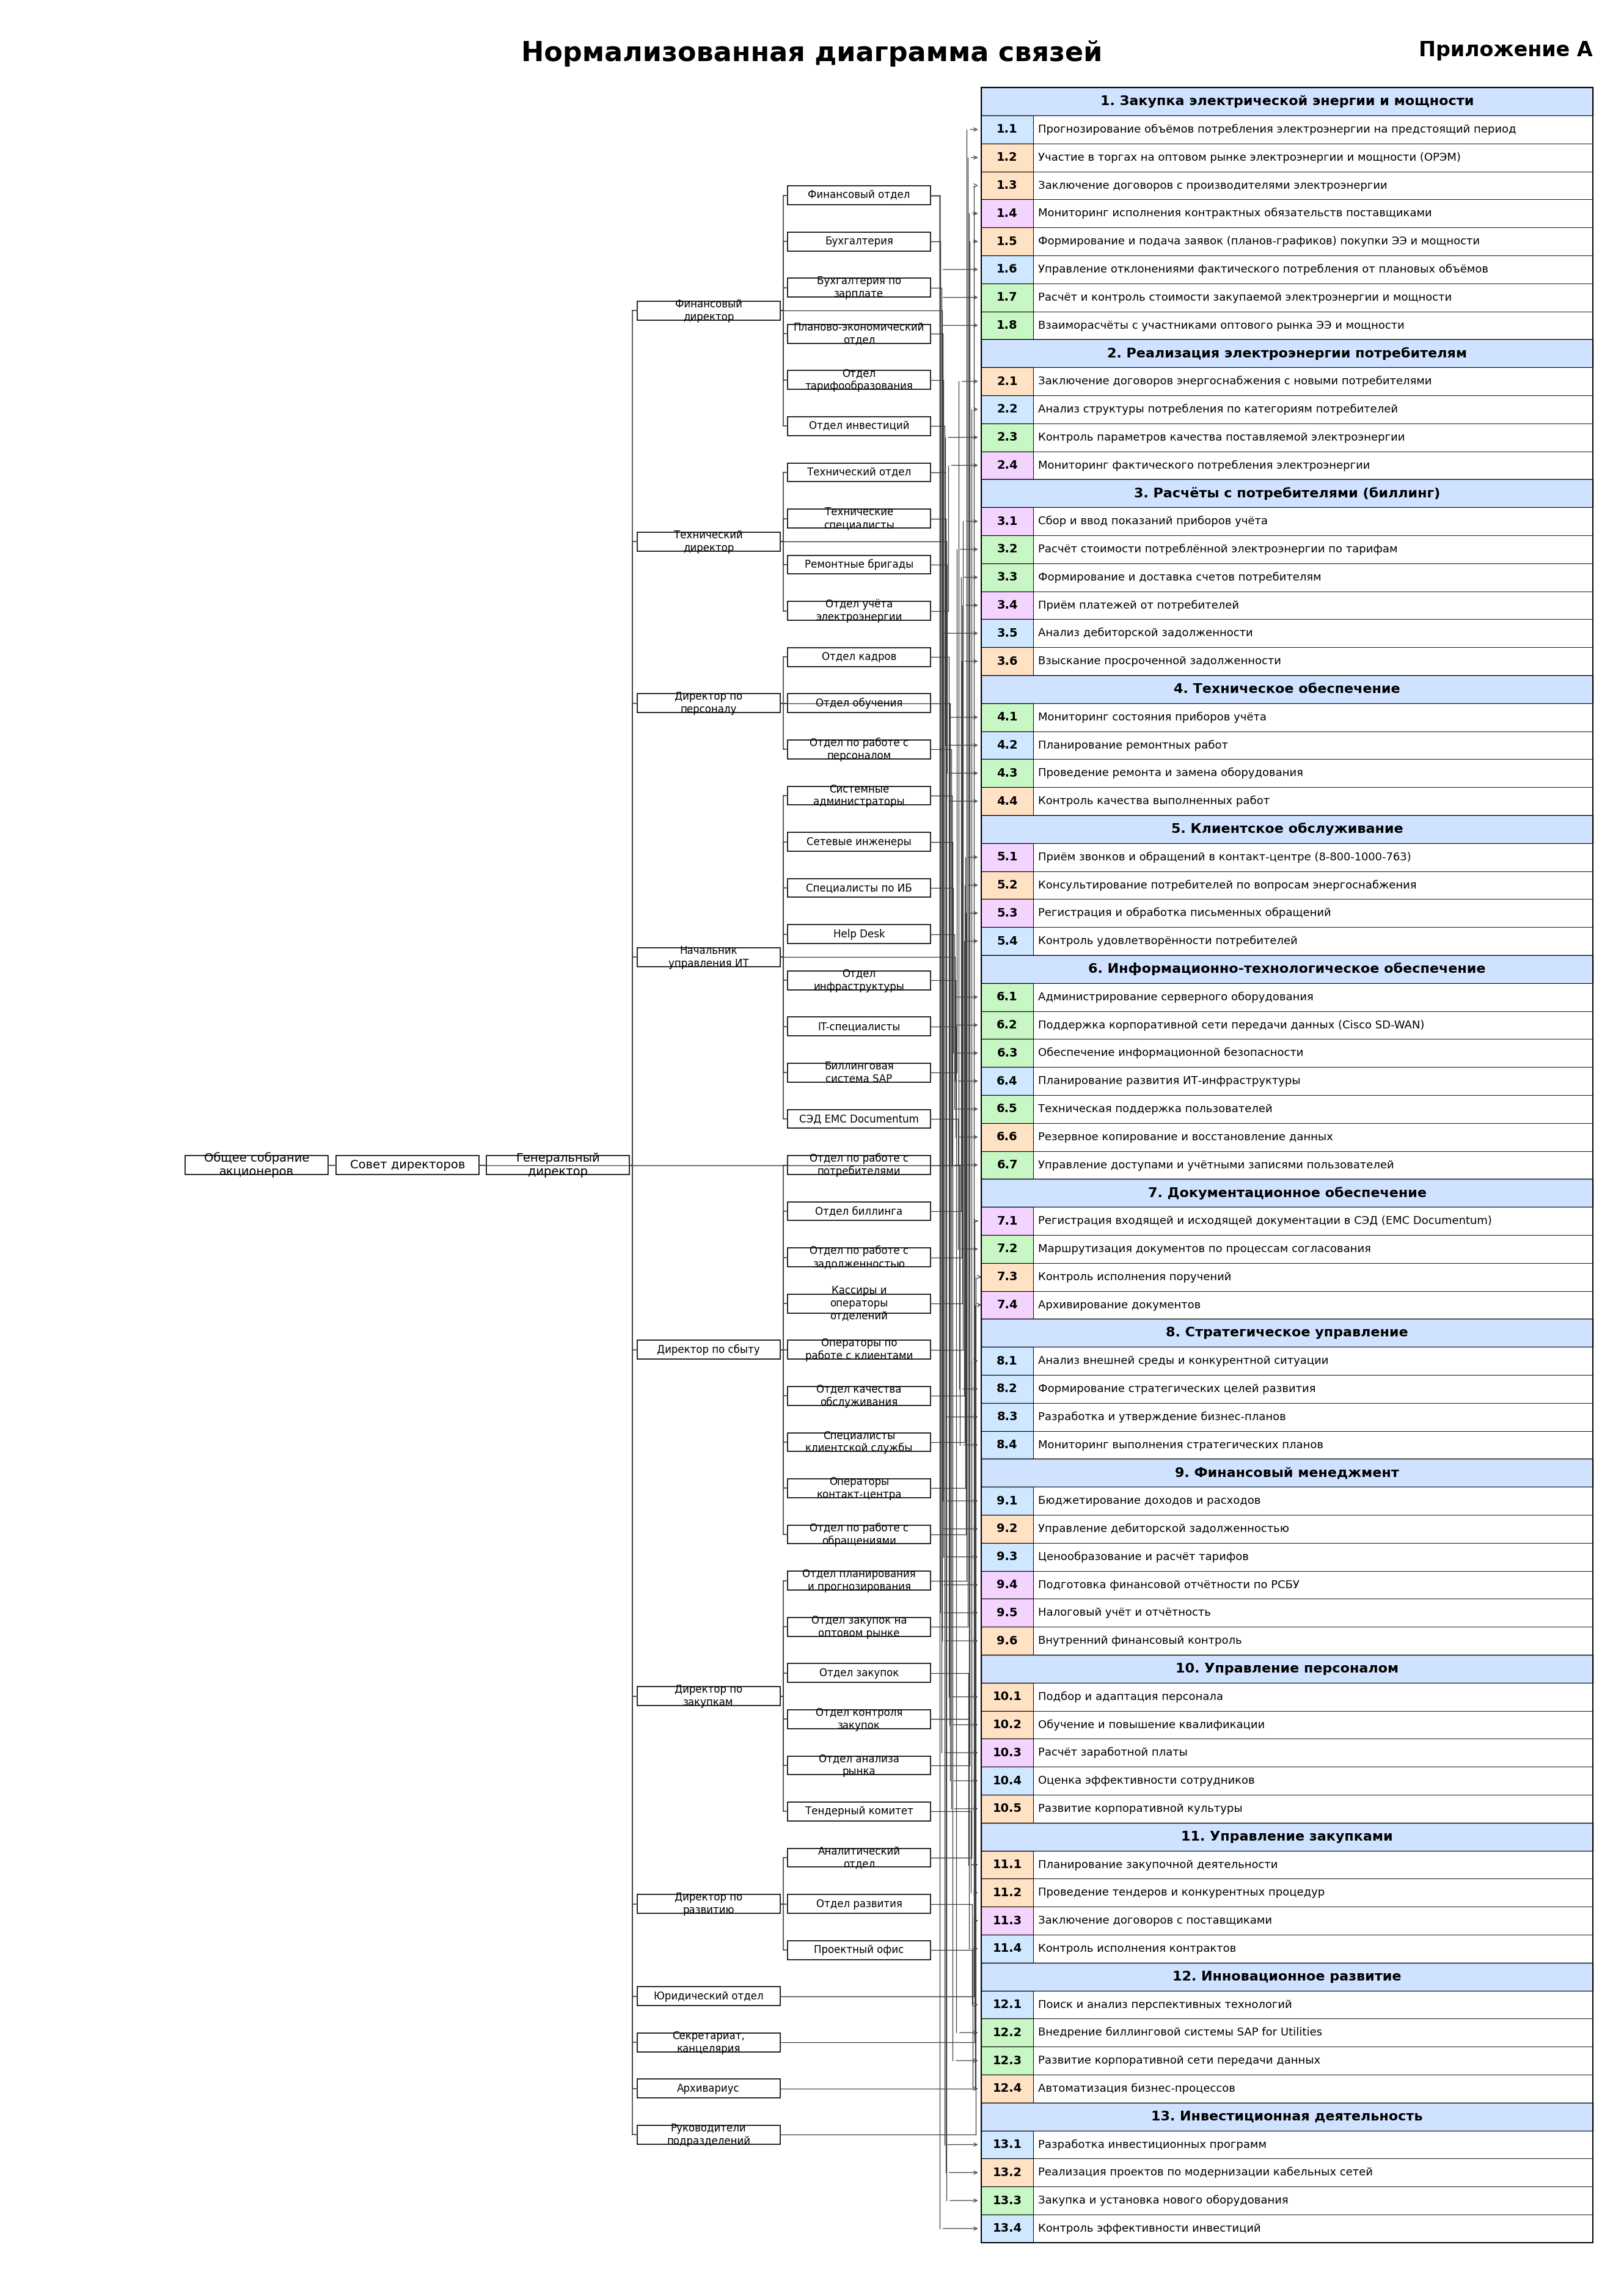 Нормализованная диаграмма связей
Приложение А
Общее собрание
акционеров
Совет директоров
Генеральный
директор
Финансовый
директор
Технический
директор
Директор по
персоналу
Начальник
управления ИТ
Директор по сбыту
Директор по
закупкам
Директор по
развитию
Юридический отдел
Секретариат,
канцелярия
Архивариус
Руководители
подразделений
Финансовый отдел
Бухгалтерия
Бухгалтерия по
зарплате
Планово-экономический
отдел
Отдел
тарифообразования
Отдел инвестиций
Технический отдел
Технические
специалисты
Ремонтные бригады
Отдел учёта
электроэнергии
Отдел кадров
Отдел обучения
Отдел по работе с
персоналом
Системные
администраторы
Сетевые инженеры
Специалисты по ИБ
Help Desk
Отдел
инфраструктуры
IT-специалисты
Биллинговая
система SAP
СЭД EMC Documentum
Отдел по работе с
потребителями
Отдел биллинга
Отдел по работе с
задолженностью
Кассиры и
операторы
отделений
Операторы по
работе с клиентами
Отдел качества
обслуживания
Специалисты
клиентской службы
Операторы
контакт-центра
Отдел по работе с
обращениями
Отдел планирования
и прогнозирования
Отдел закупок на
оптовом рынке
Отдел закупок
Отдел контроля
закупок
Отдел анализа
рынка
Тендерный комитет
Аналитический
отдел
Отдел развития
Проектный офис
1. Закупка электрической энергии и мощности
1.1 Прогнозирование объёмов потребления электроэнергии на предстоящий период
1.2 Участие в торгах на оптовом рынке электроэнергии и мощности (ОРЭМ)
1.3 Заключение договоров с производителями электроэнергии
1.4 Мониторинг исполнения контрактных обязательств поставщиками
1.5 Формирование и подача заявок (планов-графиков) покупки ЭЭ и мощности
1.6 Управление отклонениями фактического потребления от плановых объёмов
1.7 Расчёт и контроль стоимости закупаемой электроэнергии и мощности
1.8 Взаиморасчёты с участниками оптового рынка ЭЭ и мощности
2. Реализация электроэнергии потребителям
2.1 Заключение договоров энергоснабжения с новыми потребителями
2.2 Анализ структуры потребления по категориям потребителей
2.3 Контроль параметров качества поставляемой электроэнергии
2.4 Мониторинг фактического потребления электроэнергии
3. Расчёты с потребителями (биллинг)
3.1 Сбор и ввод показаний приборов учёта
3.2 Расчёт стоимости потреблённой электроэнергии по тарифам
3.3 Формирование и доставка счетов потребителям
3.4 Приём платежей от потребителей
3.5 Анализ дебиторской задолженности
3.6 Взыскание просроченной задолженности
4. Техническое обеспечение
4.1 Мониторинг состояния приборов учёта
4.2 Планирование ремонтных работ
4.3 Проведение ремонта и замена оборудования
4.4 Контроль качества выполненных работ
5. Клиентское обслуживание
5.1 Приём звонков и обращений в контакт-центре (8-800-1000-763)
5.2 Консультирование потребителей по вопросам энергоснабжения
5.3 Регистрация и обработка письменных обращений
5.4 Контроль удовлетворённости потребителей
6. Информационно-технологическое обеспечение
6.1 Администрирование серверного оборудования
6.2 Поддержка корпоративной сети передачи данных (Cisco SD-WAN)
6.3 Обеспечение информационной безопасности
6.4 Планирование развития ИТ-инфраструктуры
6.5 Техническая поддержка пользователей
6.6 Резервное копирование и восстановление данных
6.7 Управление доступами и учётными записями пользователей
7. Документационное обеспечение
7.1 Регистрация входящей и исходящей документации в СЭД (EMC Documentum)
7.2 Маршрутизация документов по процессам согласования
7.3 Контроль исполнения поручений
7.4 Архивирование документов
8. Стратегическое управление
8.1 Анализ внешней среды и конкурентной ситуации
8.2 Формирование стратегических целей развития
8.3 Разработка и утверждение бизнес-планов
8.4 Мониторинг выполнения стратегических планов
9. Финансовый менеджмент
9.1 Бюджетирование доходов и расходов
9.2 Управление дебиторской задолженностью
9.3 Ценообразование и расчёт тарифов
9.4 Подготовка финансовой отчётности по РСБУ
9.5 Налоговый учёт и отчётность
9.6 Внутренний финансовый контроль
10. Управление персоналом
10.1 Подбор и адаптация персонала
10.2 Обучение и повышение квалификации
10.3 Расчёт заработной платы
10.4 Оценка эффективности сотрудников
10.5 Развитие корпоративной культуры
11. Управление закупками
11.1 Планирование закупочной деятельности
11.2 Проведение тендеров и конкурентных процедур
11.3 Заключение договоров с поставщиками
11.4 Контроль исполнения контрактов
12. Инновационное развитие
12.1 Поиск и анализ перспективных технологий
12.2 Внедрение биллинговой системы SAP for Utilities
12.3 Развитие корпоративной сети передачи данных
12.4 Автоматизация бизнес-процессов
13. Инвестиционная деятельность
13.1 Разработка инвестиционных программ
13.2 Реализация проектов по модернизации кабельных сетей
13.3 Закупка и установка нового оборудования
13.4 Контроль эффективности инвестиций